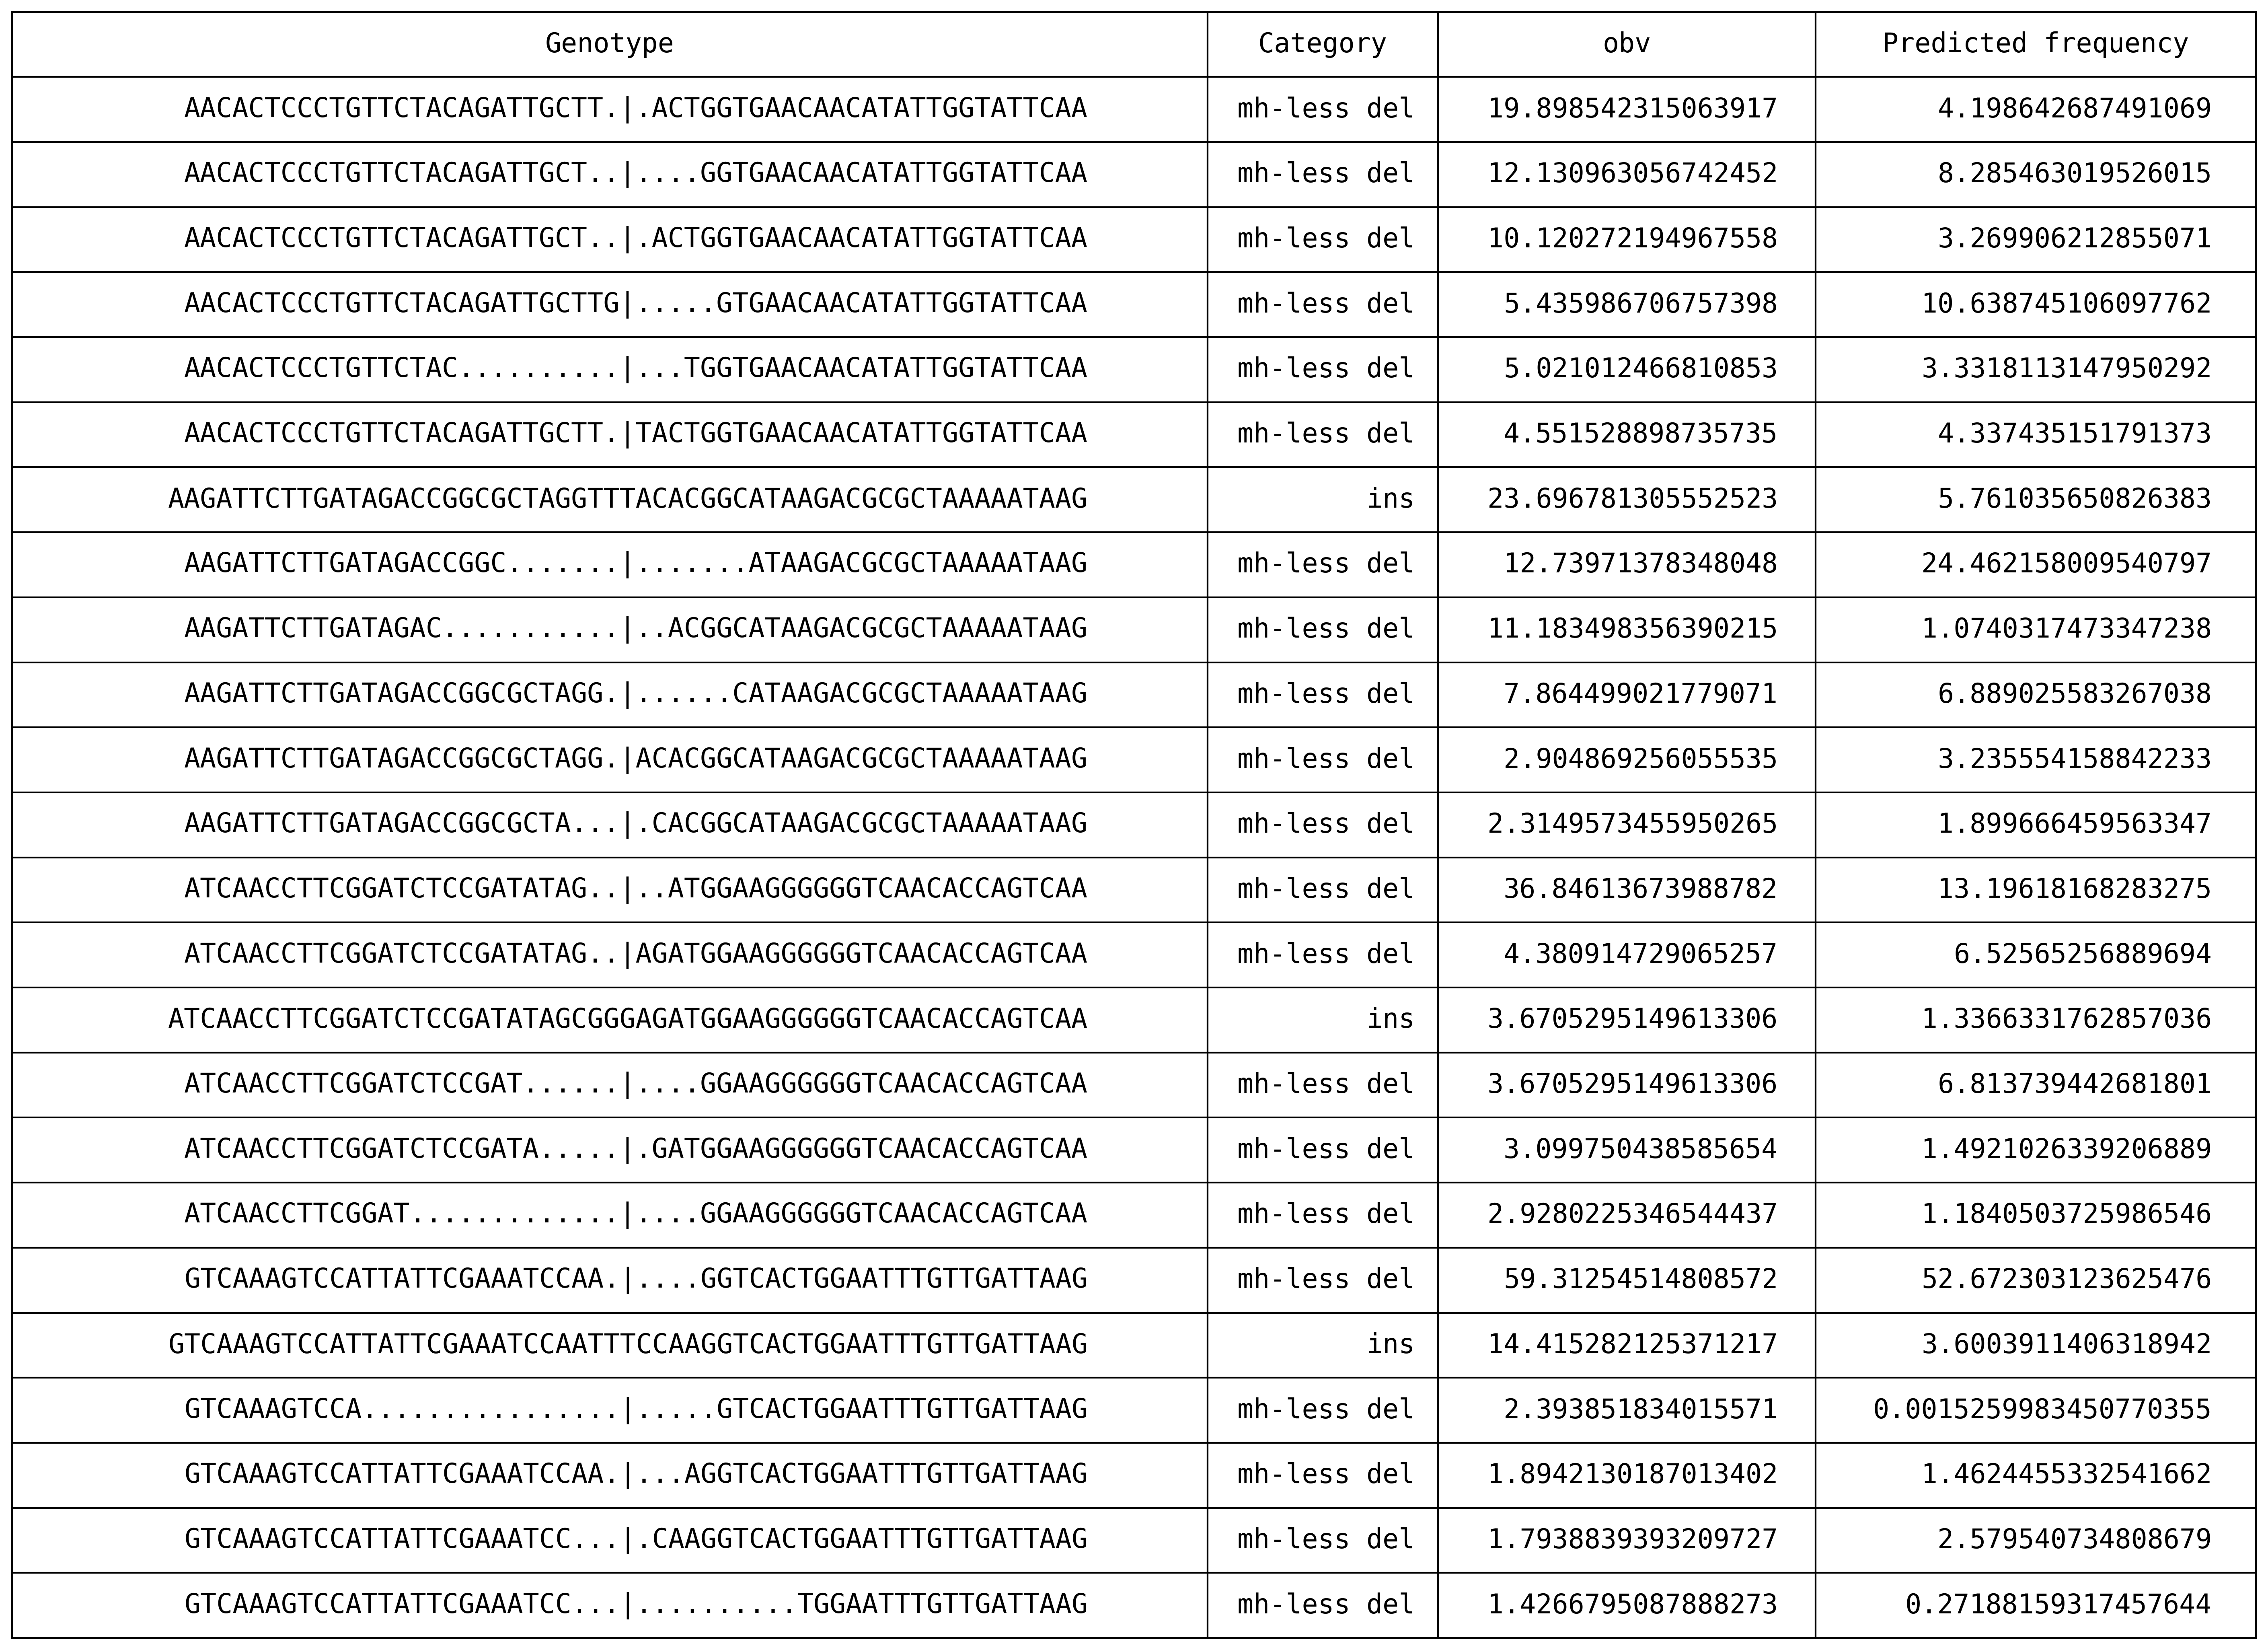 Genotype Category obv Predicted frequency
AACACTCCCTGTTCTACAGATTGCTT.|.ACTGGTGAACAACATATTGGTATTCAA mh-less del 19.898542315063917 4.198642687491069
AACACTCCCTGTTCTACAGATTGCT..|....GGTGAACAACATATTGGTATTCAA mh-less del 12.130963056742452 8.285463019526015
AACACTCCCTGTTCTACAGATTGCT..|.ACTGGTGAACAACATATTGGTATTCAA mh-less del 10.120272194967558 3.269906212855071
AACACTCCCTGTTCTACAGATTGCTTG|.....GTGAACAACATATTGGTATTCAA mh-less del 5.435986706757398 10.638745106097762
AACACTCCCTGTTCTAC..........|...TGGTGAACAACATATTGGTATTCAA mh-less del 5.021012466810853 3.3318113147950292
AACACTCCCTGTTCTACAGATTGCTT.|TACTGGTGAACAACATATTGGTATTCAA mh-less del 4.551528898735735 4.337435151791373
AAGATTCTTGATAGACCGGCGCTAGGTTTACACGGCATAAGACGCGCTAAAAATAAG ins 23.696781305552523 5.761035650826383
AAGATTCTTGATAGACCGGC.......|.......ATAAGACGCGCTAAAAATAAG mh-less del 12.73971378348048 24.462158009540797
AAGATTCTTGATAGAC...........|..ACGGCATAAGACGCGCTAAAAATAAG mh-less del 11.183498356390215 1.0740317473347238
AAGATTCTTGATAGACCGGCGCTAGG.|......CATAAGACGCGCTAAAAATAAG mh-less del 7.864499021779071 6.889025583267038
AAGATTCTTGATAGACCGGCGCTAGG.|ACACGGCATAAGACGCGCTAAAAATAAG mh-less del 2.904869256055535 3.235554158842233
AAGATTCTTGATAGACCGGCGCTA...|.CACGGCATAAGACGCGCTAAAAATAAG mh-less del 2.3149573455950265 1.899666459563347
ATCAACCTTCGGATCTCCGATATAG..|..ATGGAAGGGGGGTCAACACCAGTCAA mh-less del 36.84613673988782 13.19618168283275
ATCAACCTTCGGATCTCCGATATAG..|AGATGGAAGGGGGGTCAACACCAGTCAA mh-less del 4.380914729065257 6.52565256889694
ATCAACCTTCGGATCTCCGATATAGCGGGAGATGGAAGGGGGGTCAACACCAGTCAA ins 3.6705295149613306 1.3366331762857036
ATCAACCTTCGGATCTCCGAT......|....GGAAGGGGGGTCAACACCAGTCAA mh-less del 3.6705295149613306 6.813739442681801
ATCAACCTTCGGATCTCCGATA.....|.GATGGAAGGGGGGTCAACACCAGTCAA mh-less del 3.099750438585654 1.4921026339206889
ATCAACCTTCGGAT.............|....GGAAGGGGGGTCAACACCAGTCAA mh-less del 2.9280225346544437 1.1840503725986546
GTCAAAGTCCATTATTCGAAATCCAA.|....GGTCACTGGAATTTGTTGATTAAG mh-less del 59.31254514808572 52.672303123625476
GTCAAAGTCCATTATTCGAAATCCAATTTCCAAGGTCACTGGAATTTGTTGATTAAG ins 14.415282125371217 3.6003911406318942
GTCAAAGTCCA................|.....GTCACTGGAATTTGTTGATTAAG mh-less del 2.393851834015571 0.0015259983450770355
GTCAAAGTCCATTATTCGAAATCCAA.|...AGGTCACTGGAATTTGTTGATTAAG mh-less del 1.8942130187013402 1.4624455332541662
GTCAAAGTCCATTATTCGAAATCC...|.CAAGGTCACTGGAATTTGTTGATTAAG mh-less del 1.7938839393209727 2.579540734808679
GTCAAAGTCCATTATTCGAAATCC...|..........TGGAATTTGTTGATTAAG mh-less del 1.4266795087888273 0.27188159317457644